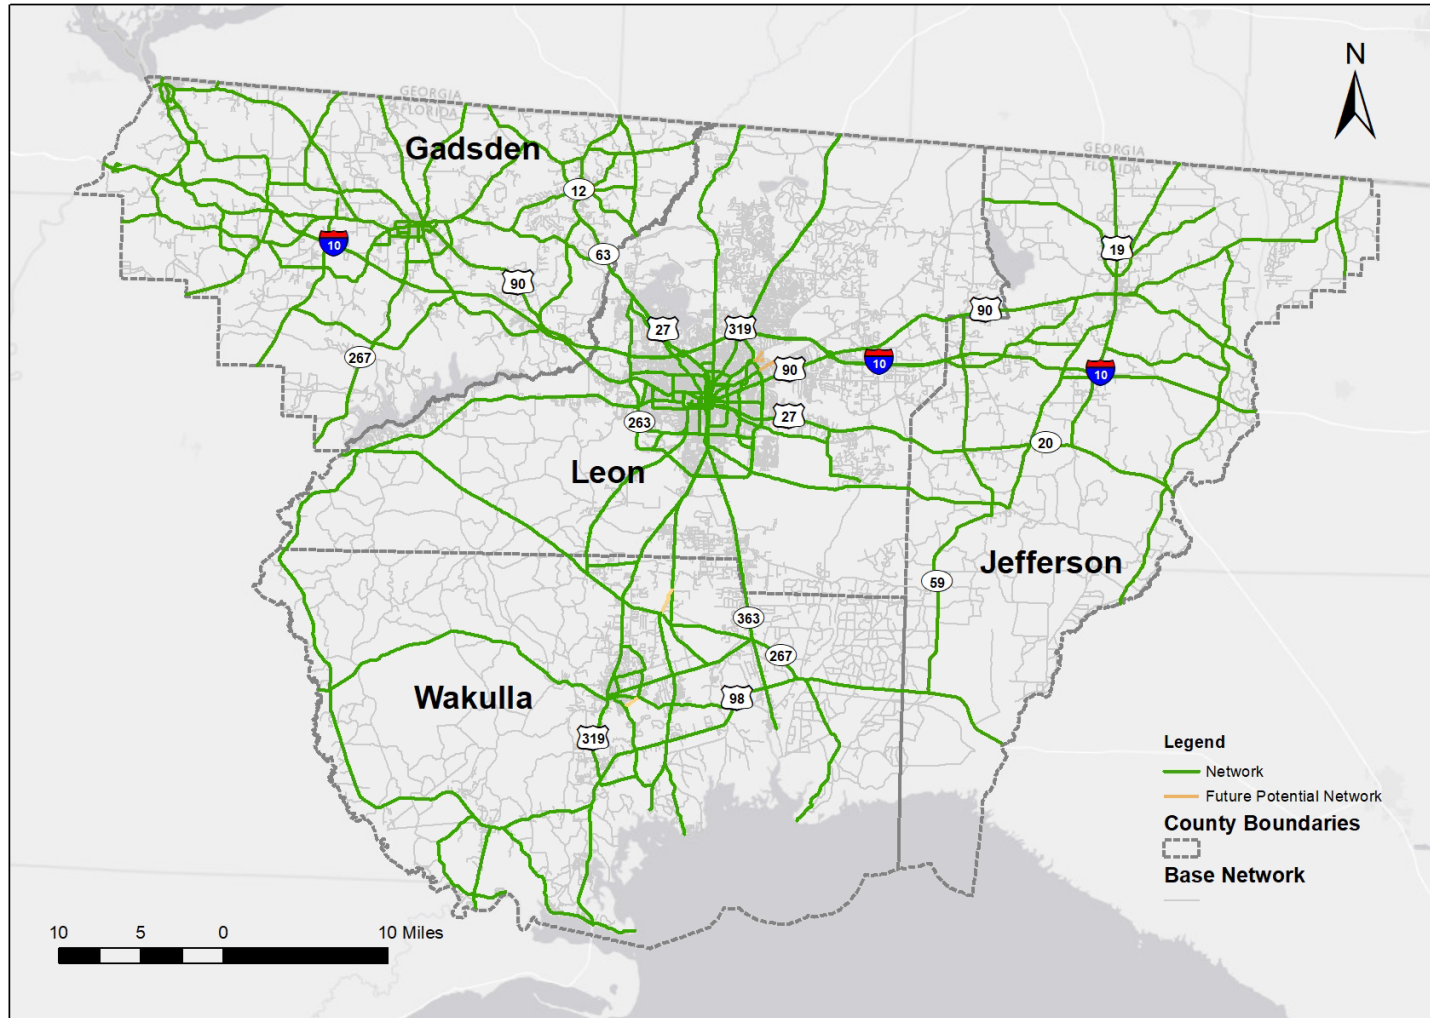 N
GEORGIA
FLORIDA
Gadsden
GEORGIA
FLORIDA
12
19
10
63
90
90
27
319
267
10
90
10
263
27
20
Leon
Jefferson
59
363
267
Wakulla
98
319
Legend
Network
Future Potential Network
County Boundaries
Base Network
10 5 0 10 Miles